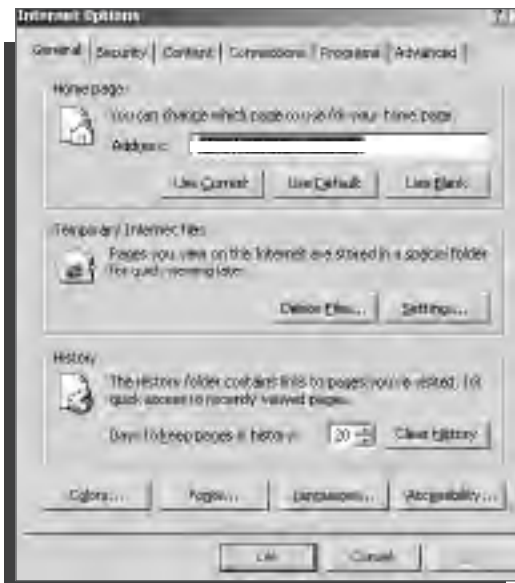 Internet Options
General Security Content Connections Programs Advanced
Home page
You can change which page to use for your home page.
Address:
Use Current Use Default Use Blank
Temporary Internet files
Pages you view on the Internet are stored in a special folder
for quick viewing later.
Delete Files... Settings...
History
The History folder contains links to pages you've visited, for
quick access to recently viewed pages.
Days to keep pages in history: 20 Clear History
Colors... Fonts... Languages... Accessibility...
OK Cancel